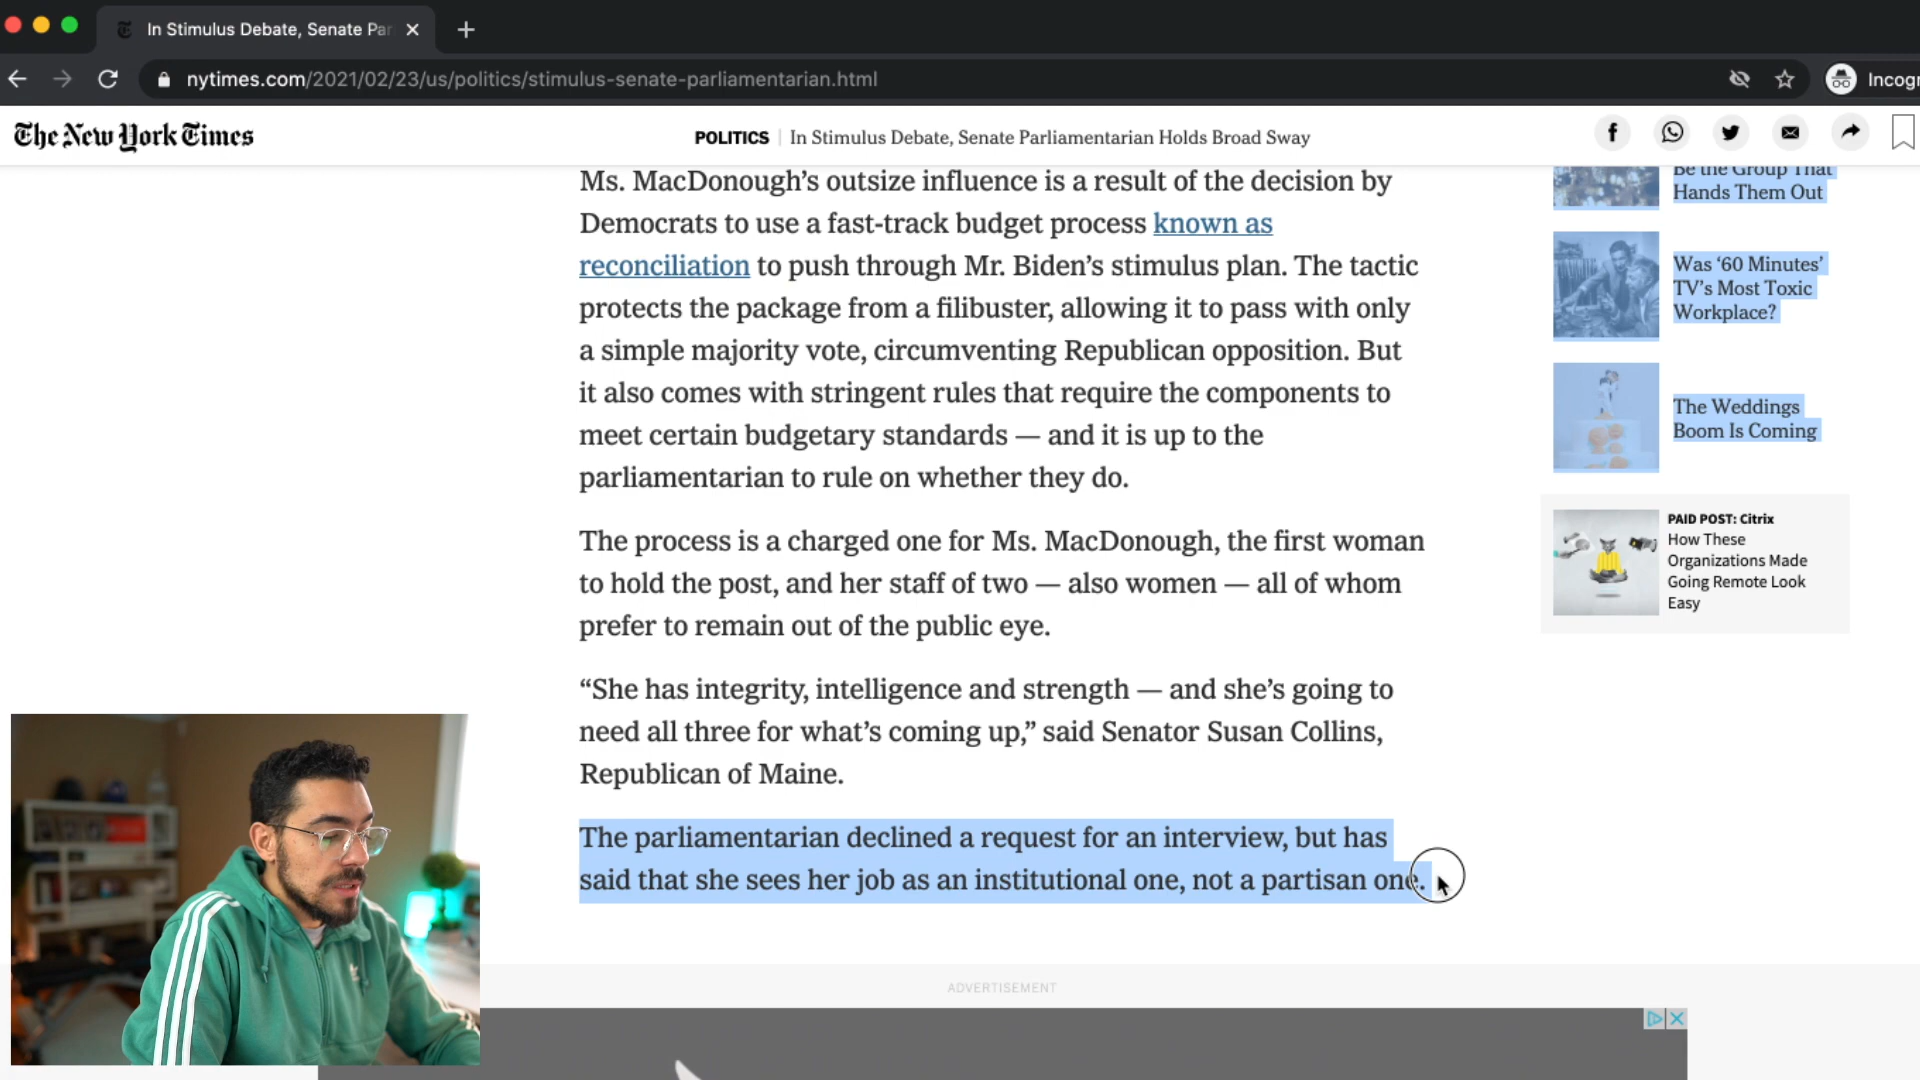 In Stimulus Debate, Senate Par
nytimes.com/2021/02/23/us/politics/stimulus-senate-parliamentarian.html
Incogn
The New York Times
POLITICS | In Stimulus Debate, Senate Parliamentarian Holds Broad Sway
Ms. MacDonough’s outsize influence is a result of the decision by
Democrats to use a fast-track budget process known as
reconciliation to push through Mr. Biden’s stimulus plan. The tactic
protects the package from a filibuster, allowing it to pass with only
a simple majority vote, circumventing Republican opposition. But
it also comes with stringent rules that require the components to
meet certain budgetary standards — and it is up to the
parliamentarian to rule on whether they do.
The process is a charged one for Ms. MacDonough, the first woman
to hold the post, and her staff of two — also women — all of whom
prefer to remain out of the public eye.
“She has integrity, intelligence and strength — and she’s going to
need all three for what’s coming up,” said Senator Susan Collins,
Republican of Maine.
The parliamentarian declined a request for an interview, but has
said that she sees her job as an institutional one, not a partisan one.
Be the Group That
Hands Them Out
Was ‘60 Minutes’
TV’s Most Toxic
Workplace?
The Weddings
Boom Is Coming
PAID POST: Citrix
How These
Organizations Made
Going Remote Look
Easy
ADVERTISEMENT